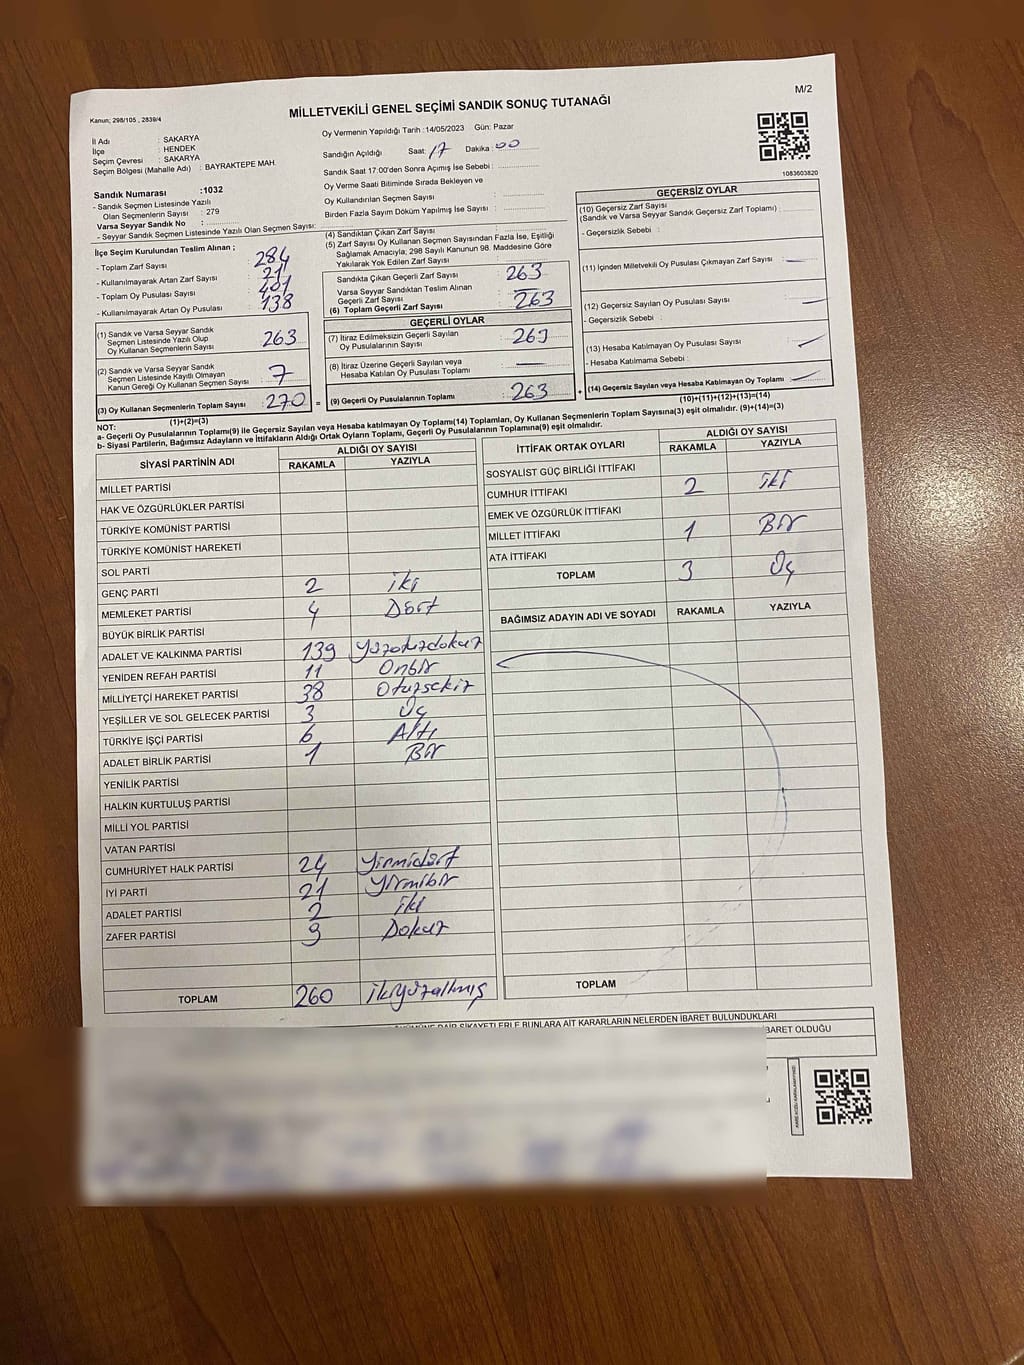 M/2
MİLLETVEKİLİ GENEL SEÇİMİ SANDIK SONUÇ TUTANAĞI
Kanun; 298/105 , 2839/4
İl Adı : SAKARYA
İlçe : HENDEK
Seçim Çevresi : SAKARYA
Seçim Bölgesi (Mahalle Adı) : BAYRAKTEPE MAH.
Oy Vermenin Yapıldığı Tarih :14/05/2023 Gün: Pazar
Sandığın Açıldığı Saat: 17 Dakika: 00
Sandık Saat 17.00'den Sonra Açımış İse Sebebi :
Oy Verme Saati Bitiminde Sırada Bekleyen ve
Oy Kullandırılan Seçmen Sayısı :
Birden Fazla Sayım Döküm Yapılmış İse Sayısı :
1083603820
Sandık Numarası :1032
- Sandık Seçmen Listesinde Yazılı
Olan Seçmenlerin Sayısı : 279
Varsa Seyyar Sandık No :
- Seyyar Sandık Seçmen Listesinde Yazılı Olan Seçmen Sayısı:
İlçe Seçim Kurulundan Teslim Alınan ;
- Toplam Zarf Sayısı 284
- Kullanılmayarak Artan Zarf Sayısı 21
- Toplam Oy Pusulası Sayısı 401
- Kullanılmayarak Artan Oy Pusulası 138
(1) Sandık ve Varsa Seyyar Sandık
Seçmen Listesinde Yazılı Olup
Oy Kullanan Seçmenlerin Sayısı : 263
(2) Sandık ve Varsa Seyyar Sandık
Seçmen Listesinde Kayıtlı Olmayan
Kanun Gereği Oy Kullanan Seçmen Sayısı : 7
(3) Oy Kullanan Seçmenlerin Toplam Sayısı : 270 =
(1)+(2)=(3)
(4) Sandıktan Çıkan Zarf Sayısı :
(5) Zarf Sayısı Oy Kullanan Seçmen Sayısından Fazla İse, Eşitliği
Sağlamak Amacıyla; 298 Sayılı Kanunun 98. Maddesine Göre
Yakılarak Yok Edilen Zarf Sayısı :
Sandıkta Çıkan Geçerli Zarf Sayısı : 263
Varsa Seyyar Sandıktan Teslim Alınan
Geçerli Zarf Sayısı :
(6) Toplam Geçerli Zarf Sayısı : 263
GEÇERLİ OYLAR
(7) İtiraz Edilmeksizin Geçerli Sayılan
Oy Pusulalarının Sayısı : 263
(8) İtiraz Üzerine Geçerli Sayılan veya
Hesaba Katılan Oy Pusulası Toplamı :
(9) Geçerli Oy Pusulalarının Toplamı : 263 +
GEÇERSİZ OYLAR
(10) Geçersiz Zarf Sayısı
(Sandık ve Varsa Seyyar Sandık Geçersiz Zarf Toplamı) :
- Geçersizlik Sebebi :
(11) İçinden Milletvekili Oy Pusulası Çıkmayan Zarf Sayısı :
(12) Geçersiz Sayılan Oy Pusulası Sayısı :
- Geçersizlik Sebebi :
(13) Hesaba Katılmayan Oy Pusulası Sayısı :
- Hesaba Katılmama Sebebi :
(14) Geçersiz Sayılan veya Hesaba Katılmayan Oy Pusulası Toplamı :
(10)+(11)+(12)+(13)=(14)
NOT:
a- Geçerli Oy Pusulalarının Toplamı(9) ile Geçersiz Sayılan veya Hesaba katılmayan Oy Toplamı(14) Toplamları, Oy Kullanan Seçmenlerin Toplam Sayısına(3) eşit olmalıdır. (9)+(14)=(3)
b- Siyasi Partilerin, Bağımsız Adayların ve İttifakların Aldığı Ortak Oyların Toplamı, Geçerli Oy Pusulalarının Toplamına(9) eşit olmalıdır.
SİYASİ PARTİNİN ADI ALDIĞI OY SAYISI
RAKAMLA YAZIYLA
MİLLET PARTİSİ
HAK VE ÖZGÜRLÜKLER PARTİSİ
TÜRKİYE KOMÜNİST PARTİSİ
TÜRKİYE KOMÜNİST HAREKETİ
SOL PARTİ
GENÇ PARTİ 2 iki
MEMLEKET PARTİSİ 4 Dört
BÜYÜK BİRLİK PARTİSİ
ADALET VE KALKINMA PARTİSİ 139 yüzotuzdokuz
YENİDEN REFAH PARTİSİ 11 Onbir
MİLLİYETÇİ HAREKET PARTİSİ 38 Otuzsekiz
YEŞİLLER VE SOL GELECEK PARTİSİ 3 Üç
TÜRKİYE İŞÇİ PARTİSİ 6 Altı
ADALET BİRLİK PARTİSİ 1 Bir
YENİLİK PARTİSİ
HALKIN KURTULUŞ PARTİSİ
MİLLİ YOL PARTİSİ
VATAN PARTİSİ
CUMHURİYET HALK PARTİSİ 24 Yirmidört
İYİ PARTİ 21 Yirmibir
ADALET PARTİSİ 2 iki
ZAFER PARTİSİ 9 Dokuz
TOPLAM 260 ikiyüzaltmış
İTTİFAK ORTAK OYLARI ALDIĞI OY SAYISI
RAKAMLA YAZIYLA
SOSYALİST GÜÇ BİRLİĞİ İTTİFAKI
CUMHUR İTTİFAKI 2 iki
EMEK VE ÖZGÜRLÜK İTTİFAKI
MİLLET İTTİFAKI 1 Bir
ATA İTTİFAKI
TOPLAM 3 Üç
BAĞIMSIZ ADAYIN ADI VE SOYADI RAKAMLA YAZIYLA
TOPLAM
ŞİKAYETLERLE BUNLARA AİT KARARLARIN NELERDEN İBARET BULUNDUKLARI
İBARET OLDUĞU